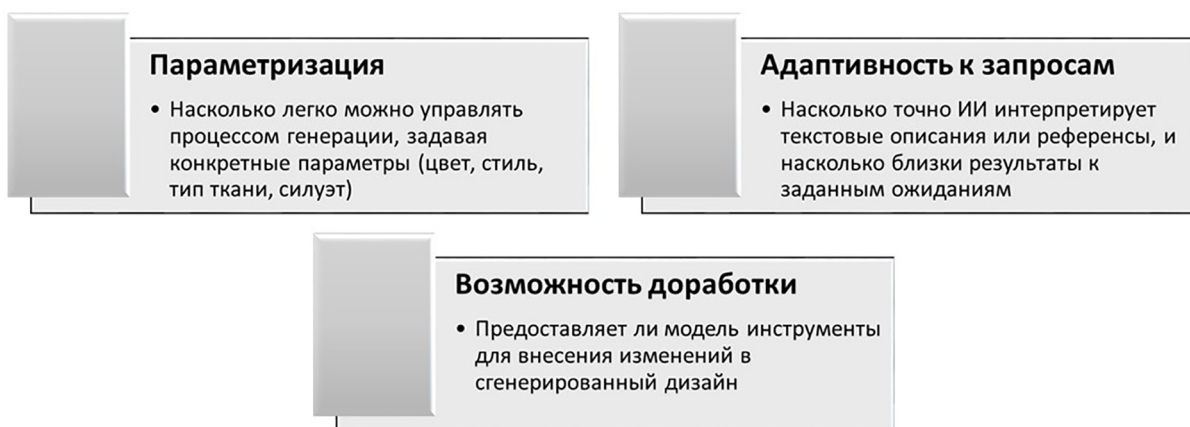 Параметризация
• Насколько легко можно управлять
процессом генерации, задавая
конкретные параметры (цвет, стиль,
тип ткани, силуэт)
Адаптивность к запросам
• Насколько точно ИИ интерпретирует
текстовые описания или референсы, и
насколько близки результаты к
заданным ожиданиям
Возможность доработки
• Предоставляет ли модель инструменты
для внесения изменений в
сгенерированный дизайн